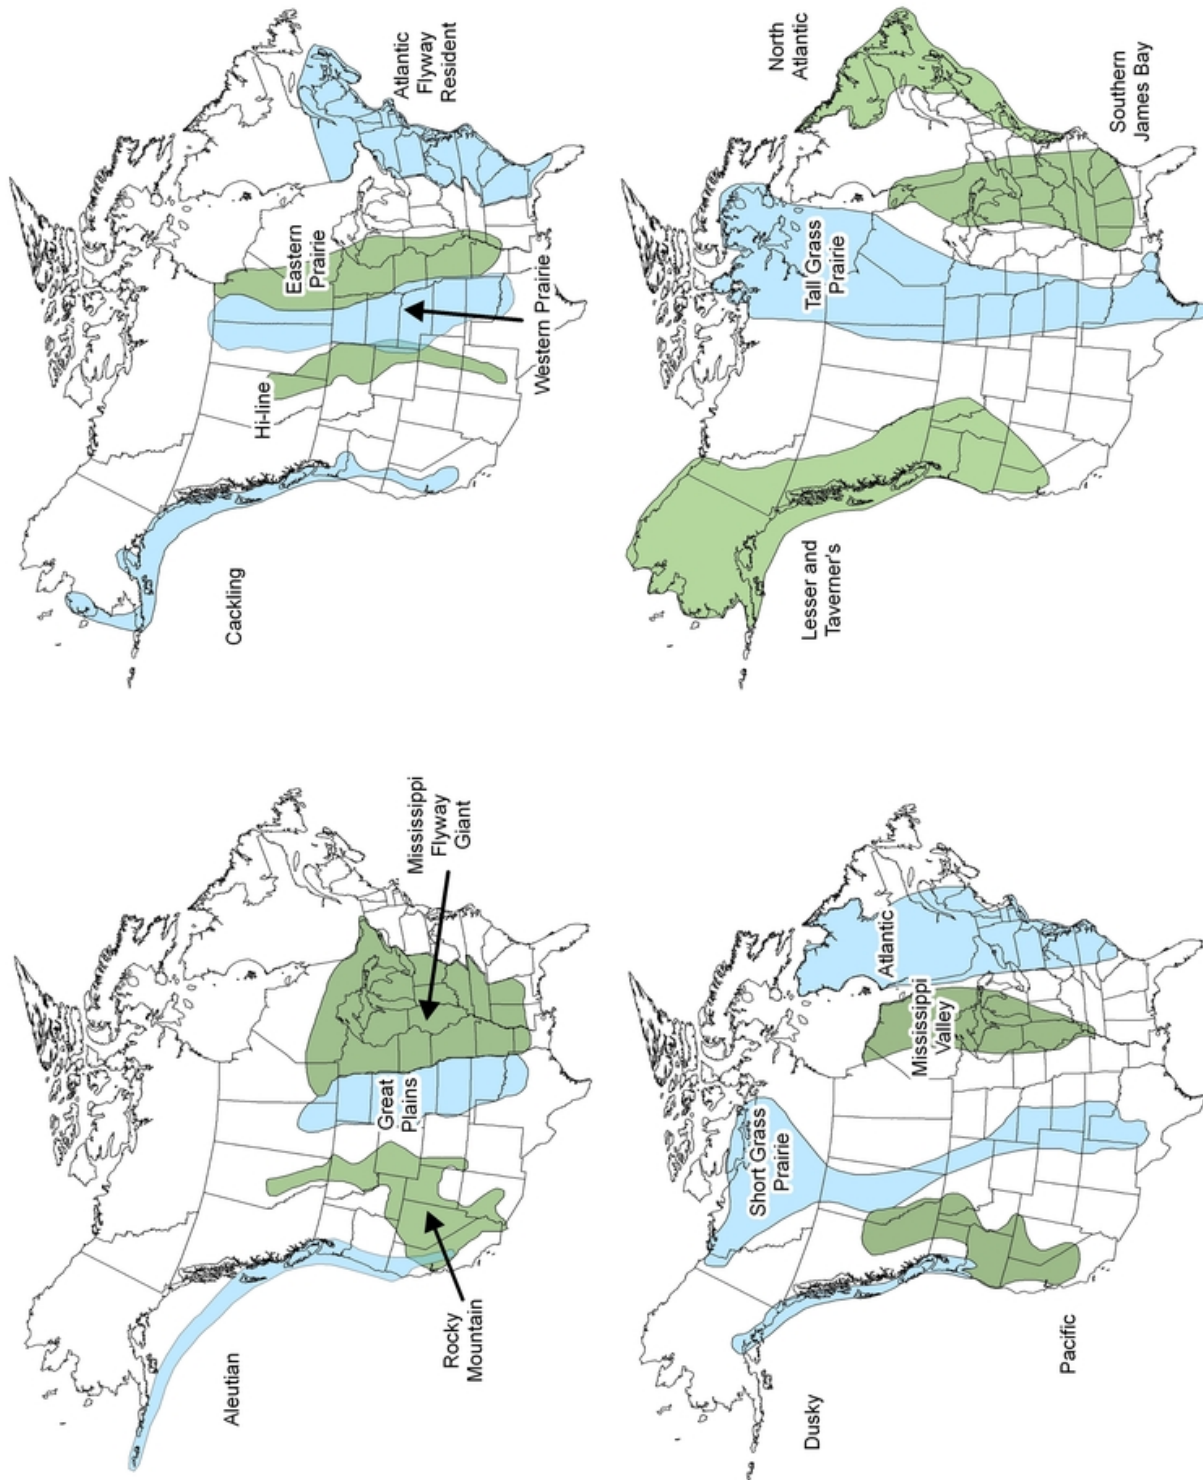 Aleutian
Rocky
Mountain
Great
Plains
Mississippi
Flyway
Giant
Cackling
Hi-line
Eastern
Prairie
Western Prairie
Atlantic
Flyway
Resident
Dusky
Pacific
Short Grass
Prairie
Mississippi
Valley
Atlantic
Lesser and
Taverner's
Tall Grass
Prairie
North
Atlantic
Southern
James Bay